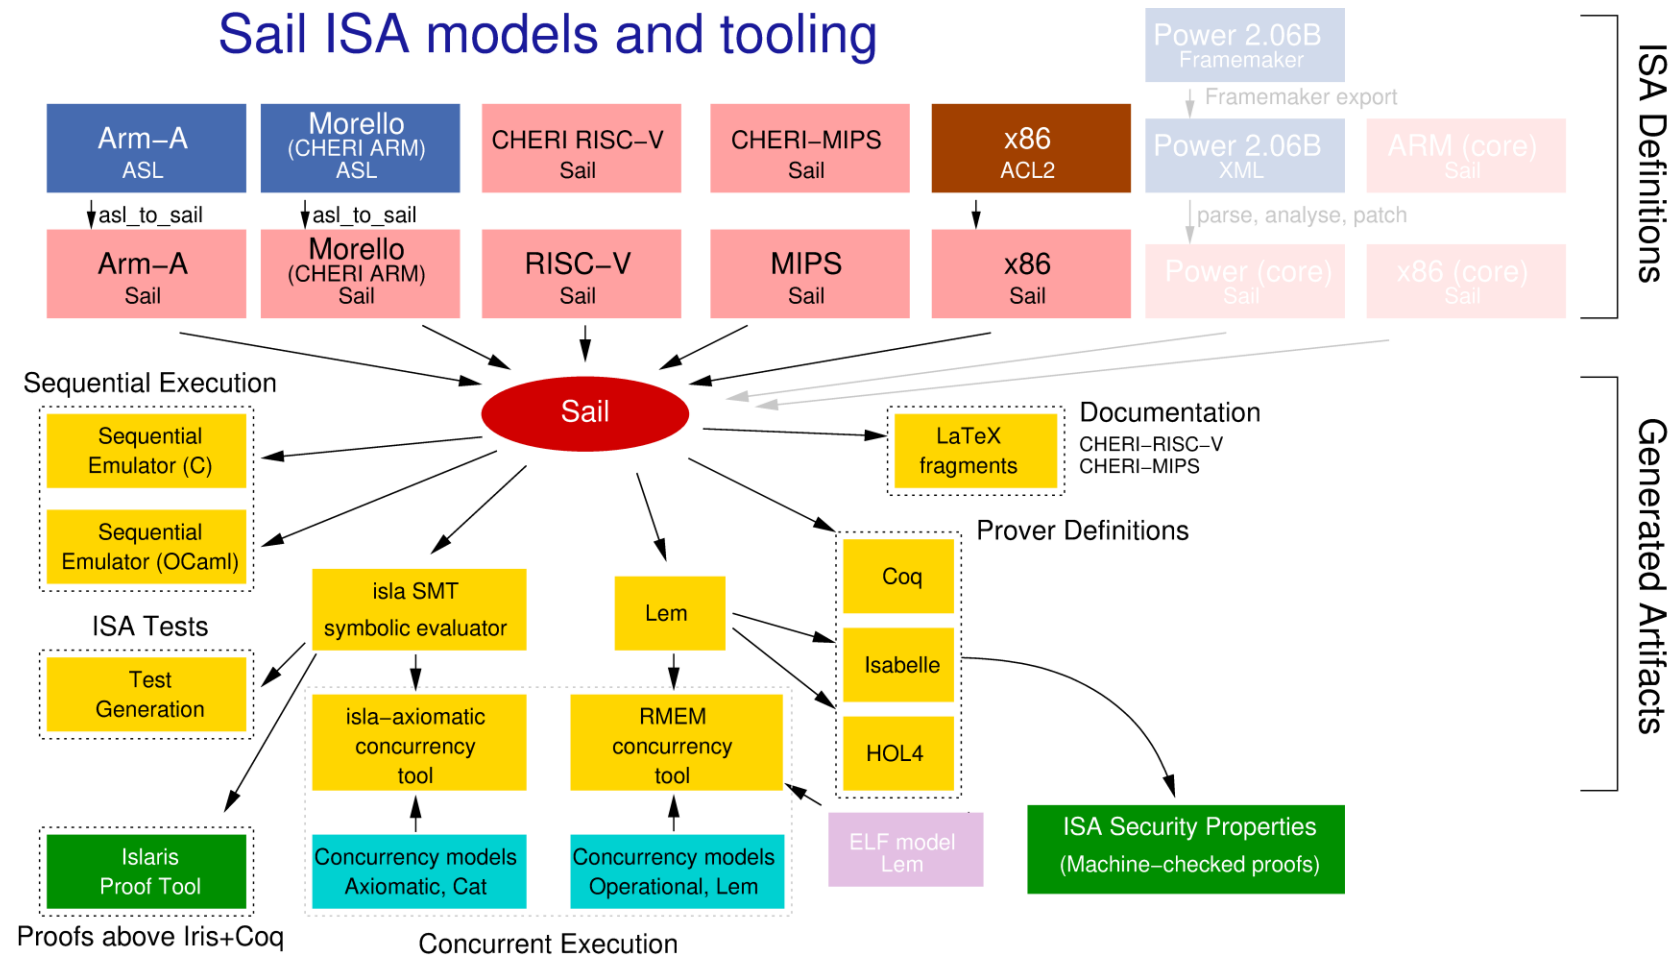 Sail ISA models and tooling
Power 2.06B
Framemaker
Framemaker export
Arm−A
ASL
Morello
(CHERI ARM)
ASL
CHERI RISC−V
Sail
CHERI−MIPS
Sail
x86
ACL2
Power 2.06B
XML
ARM (core)
Sail
asl_to_sail
asl_to_sail
parse, analyse, patch
Arm−A
Sail
Morello
(CHERI ARM)
Sail
RISC−V
Sail
MIPS
Sail
x86
Sail
Power (core)
Sail
x86 (core)
Sail
ISA Definitions
Sequential Execution
Sail
Sequential
Emulator (C)
Sequential
Emulator (OCaml)
LaTeX
fragments
Documentation
CHERI−RISC−V
CHERI−MIPS
Prover Definitions
Coq
Isabelle
HOL4
isla SMT
symbolic evaluator
Lem
ISA Tests
Test
Generation
isla−axiomatic
concurrency
tool
RMEM
concurrency
tool
Generated Artifacts
Islaris
Proof Tool
Proofs above Iris+Coq
Concurrency models
Axiomatic, Cat
Concurrency models
Operational, Lem
Concurrent Execution
ELF model
Lem
ISA Security Properties
(Machine−checked proofs)